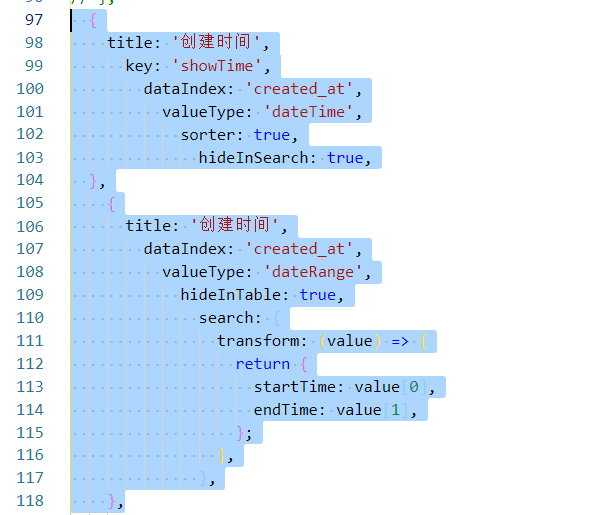 97 {
98 title: '创建时间',
99 key: 'showTime',
100 dataIndex: 'created_at',
101 valueType: 'dateTime',
102 sorter: true,
103 hideInSearch: true,
104 },
105 {
106 title: '创建时间',
107 dataIndex: 'created_at',
108 valueType: 'dateRange',
109 hideInTable: true,
110 search: {
111 transform: (value) => {
112 return {
113 startTime: value[0],
114 endTime: value[1],
115 };
116 },
117 },
118 },